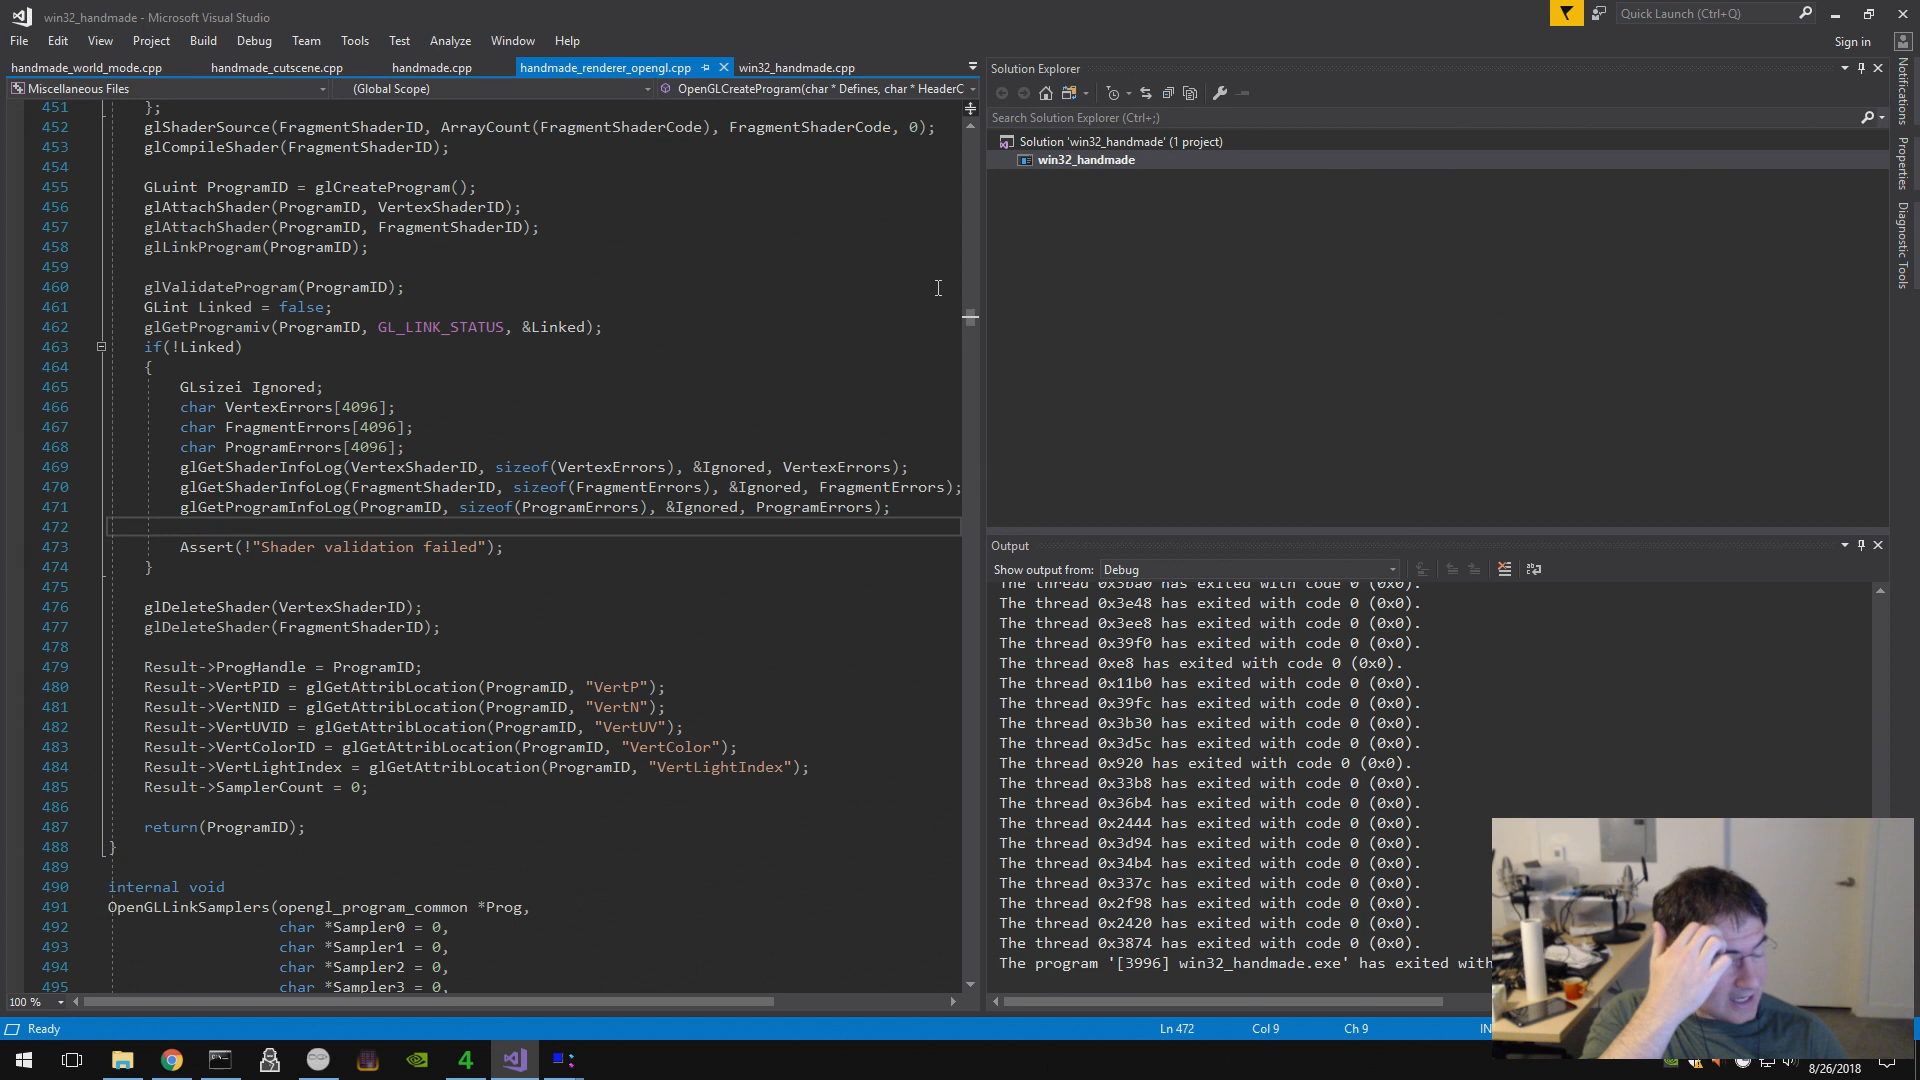 win32_handmade - Microsoft Visual Studio
Quick Launch (Ctrl+Q)
File Edit View Project Build Debug Team Tools Test Analyze Window Help
Sign in
handmade_world_mode.cpp handmade_cutscene.cpp handmade.cpp handmade_renderer_opengl.cpp win32_handmade.cpp
Miscellaneous Files (Global Scope) OpenGLCreateProgram(char * Defines, char * HeaderC
451 };
452 glShaderSource(FragmentShaderID, ArrayCount(FragmentShaderCode), FragmentShaderCode, 0);
453 glCompileShader(FragmentShaderID);
454
455 GLuint ProgramID = glCreateProgram();
456 glAttachShader(ProgramID, VertexShaderID);
457 glAttachShader(ProgramID, FragmentShaderID);
458 glLinkProgram(ProgramID);
459
460 glValidateProgram(ProgramID);
461 GLint Linked = false;
462 glGetProgramiv(ProgramID, GL_LINK_STATUS, &Linked);
463 if(!Linked)
464 {
465 GLsizei Ignored;
466 char VertexErrors[4096];
467 char FragmentErrors[4096];
468 char ProgramErrors[4096];
469 glGetShaderInfoLog(VertexShaderID, sizeof(VertexErrors), &Ignored, VertexErrors);
470 glGetShaderInfoLog(FragmentShaderID, sizeof(FragmentErrors), &Ignored, FragmentErrors);
471 glGetProgramInfoLog(ProgramID, sizeof(ProgramErrors), &Ignored, ProgramErrors);
472
473 Assert(!"Shader validation failed");
474 }
475
476 glDeleteShader(VertexShaderID);
477 glDeleteShader(FragmentShaderID);
478
479 Result->ProgHandle = ProgramID;
480 Result->VertPID = glGetAttribLocation(ProgramID, "VertP");
481 Result->VertNID = glGetAttribLocation(ProgramID, "VertN");
482 Result->VertUVID = glGetAttribLocation(ProgramID, "VertUV");
483 Result->VertColorID = glGetAttribLocation(ProgramID, "VertColor");
484 Result->VertLightIndex = glGetAttribLocation(ProgramID, "VertLightIndex");
485 Result->SamplerCount = 0;
486
487 return(ProgramID);
488 }
489
490 internal void
491 OpenGLLinkSamplers(opengl_program_common *Prog,
492 char *Sampler0 = 0,
493 char *Sampler1 = 0,
494 char *Sampler2 = 0,
495 char *Sampler3 = 0,
100 %
Solution Explorer
Search Solution Explorer (Ctrl+;)
Solution 'win32_handmade' (1 project)
win32_handmade
Notifications
Properties
Diagnostic Tools
Output
Show output from: Debug
The thread 0x3ba0 has exited with code 0 (0x0).
The thread 0x3e48 has exited with code 0 (0x0).
The thread 0x3ee8 has exited with code 0 (0x0).
The thread 0x39f0 has exited with code 0 (0x0).
The thread 0xe8 has exited with code 0 (0x0).
The thread 0x11b0 has exited with code 0 (0x0).
The thread 0x39fc has exited with code 0 (0x0).
The thread 0x3b30 has exited with code 0 (0x0).
The thread 0x3d5c has exited with code 0 (0x0).
The thread 0x920 has exited with code 0 (0x0).
The thread 0x33b8 has exited with code 0 (0x0).
The thread 0x36b4 has exited with code 0 (0x0).
The thread 0x2444 has exited with code 0 (0x0).
The thread 0x3d94 has exited with code 0 (0x0).
The thread 0x34b4 has exited with code 0 (0x0).
The thread 0x337c has exited with code 0 (0x0).
The thread 0x2f98 has exited with code 0 (0x0).
The thread 0x2420 has exited with code 0 (0x0).
The thread 0x3874 has exited with code 0 (0x0).
The program '[3996] win32_handmade.exe' has exited with
Ready Ln 472 Col 9 Ch 9 IN
4
8/26/2018